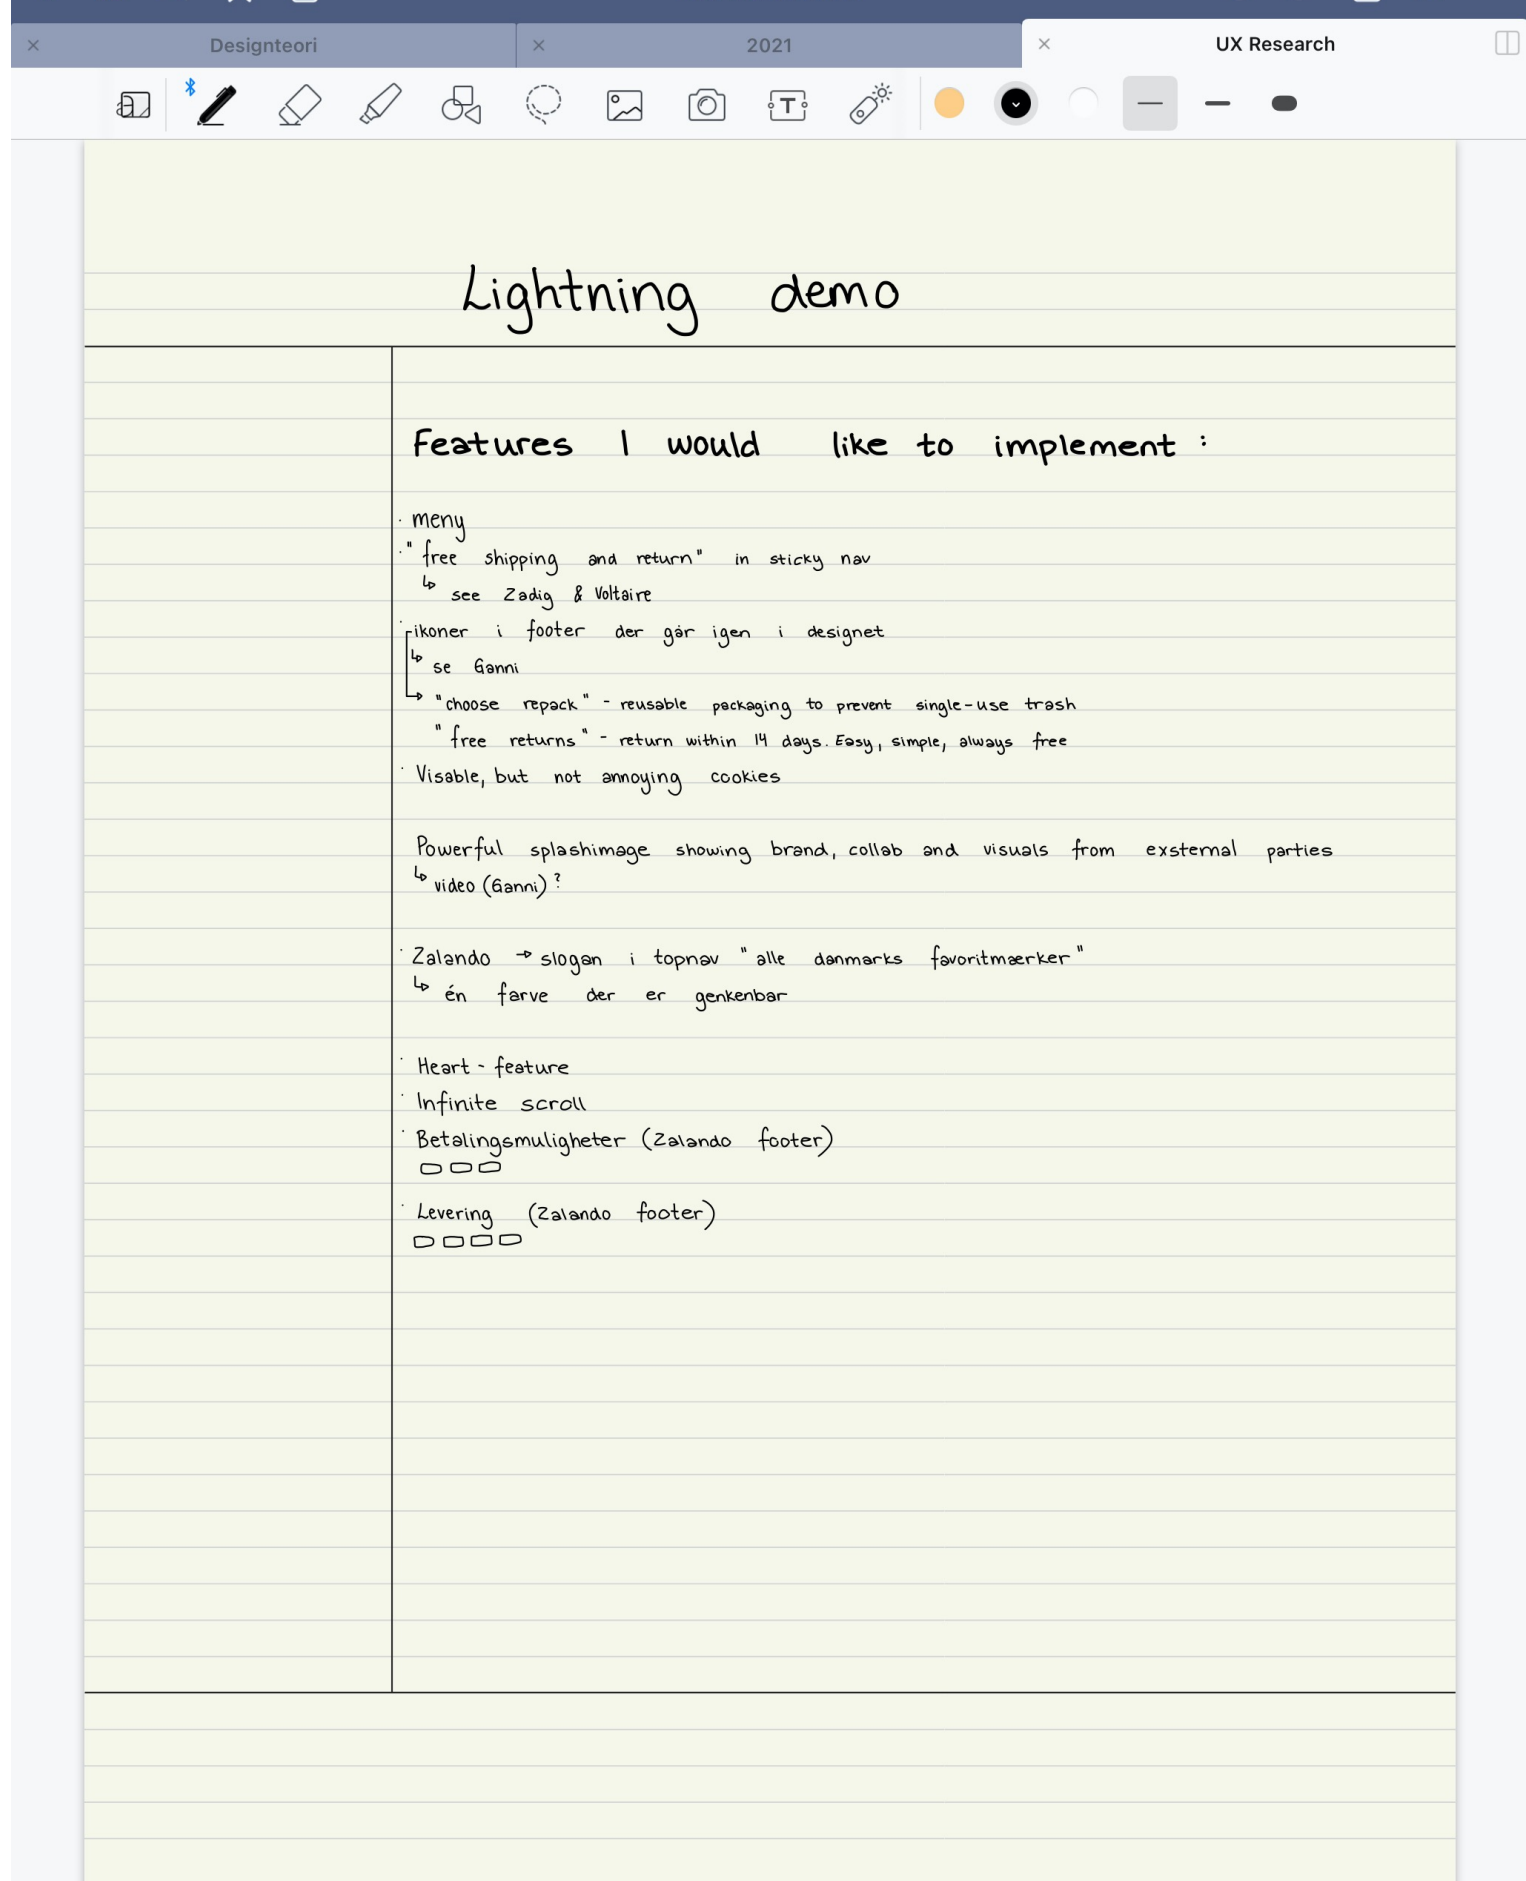 Designteori
2021
UX Research
Lightning demo
Features I would like to implement :
· meny
· "free shipping and return" in sticky nav
↳ see Zadig & Voltaire
· ikoner i footer der går igen i designet
↳ se Ganni
→ "choose repack" - reusable packaging to prevent single-use trash
"free returns" - return within 14 days. Easy, simple, always free
· Visable, but not annoying cookies
Powerful splashimage showing brand, collab and visuals from exsternal parties
↳ video (Ganni)?
· Zalando → slogan i topnav "alle danmarks favoritmærker"
↳ én farve der er genkenbar
· Heart - feature
· Infinite scroll
· Betalingsmuligheter (Zalando footer)
· Levering (Zalando footer)